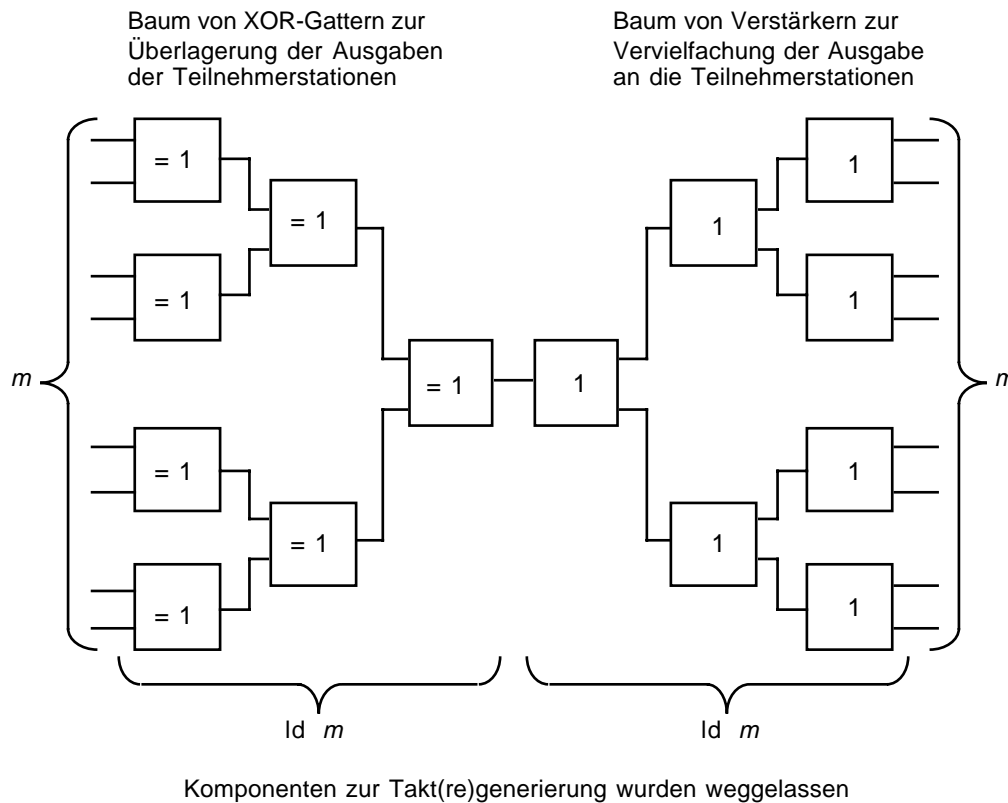 Baum von XOR-Gattern zur
Überlagerung der Ausgaben
der Teilnehmerstationen
Baum von Verstärkern zur
Vervielfachung der Ausgabe
an die Teilnehmerstationen
= 1
= 1
= 1
= 1
= 1
= 1
= 1
1
1
1
1
1
1
1
m
m
ld m
ld m
Komponenten zur Takt(re)generierung wurden weggelassen